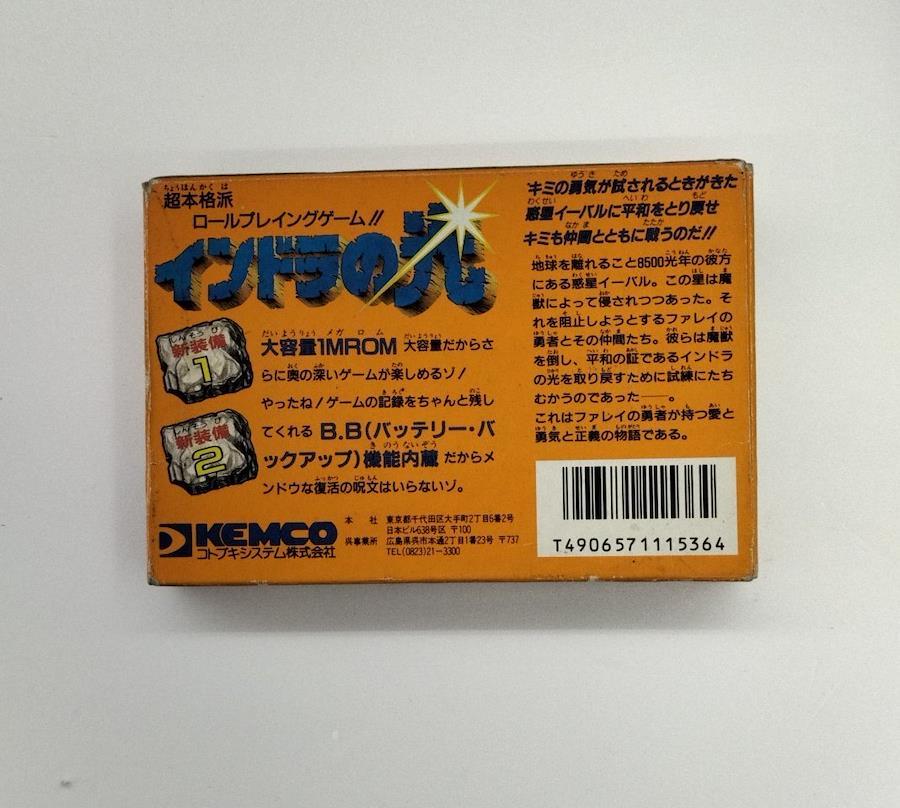 超本格派
ロールプレイングゲーム!!
インドラの光
新装備
1
大容量1MROM 大容量だからさ
らに奥の深いゲームが楽しめるゾ!
やったね!ゲームの記録をちゃんと残し
新装備
2
てくれる B.B(バッテリー・バ
ックアップ)機能内蔵 だからメ
ンドウな復活の呪文はいらないゾ。
KEMCO
コトブキシステム株式会社
本社 東京都千代田区大手町2丁目6番2号
日本ビル638号区 〒100
呉事業所 広島県呉市本通2丁目1番23号 〒737
TEL(0823)21-3300
キミの勇気が試されるときがきた
惑星イーバルに平和をとり戻せ
キミも仲間とともに戦うのだ!!
地球を離れること8500光年の彼方
にある惑星イーバル。この星は魔
獣によって侵されつつあった。そ
れを阻止しようとするファレイの
勇者とその仲間たち。彼らは魔獣
を倒し、平和の証であるインドラ
の光を取り戻すために試練にたち
むかうのであった──。
これはファレイの勇者が持つ愛と
勇気と正義の物語である。
T4906571115364